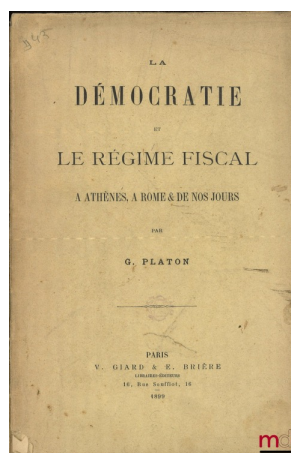 LA
DÉMOCRATIE
ET
LE RÉGIME FISCAL
A ATHÈNES, A ROME & DE NOS JOURS
PAR
G. PLATON
PARIS
V. GIARD & E. BRIÈRE
LIBRAIRES-ÉDITEURS
16, Rue Soufflot, 16
1899
md